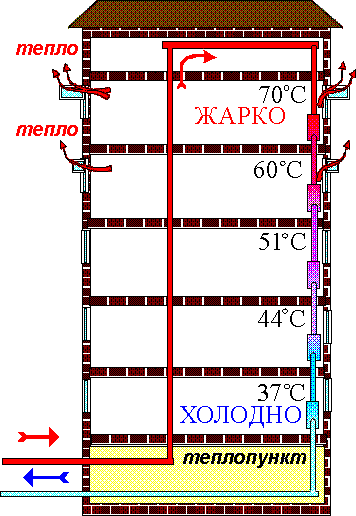 тепло
70°C
ЖАРКО
тепло
60°C
51°C
44°C
37°C
ХОЛОДНО
теплопункт